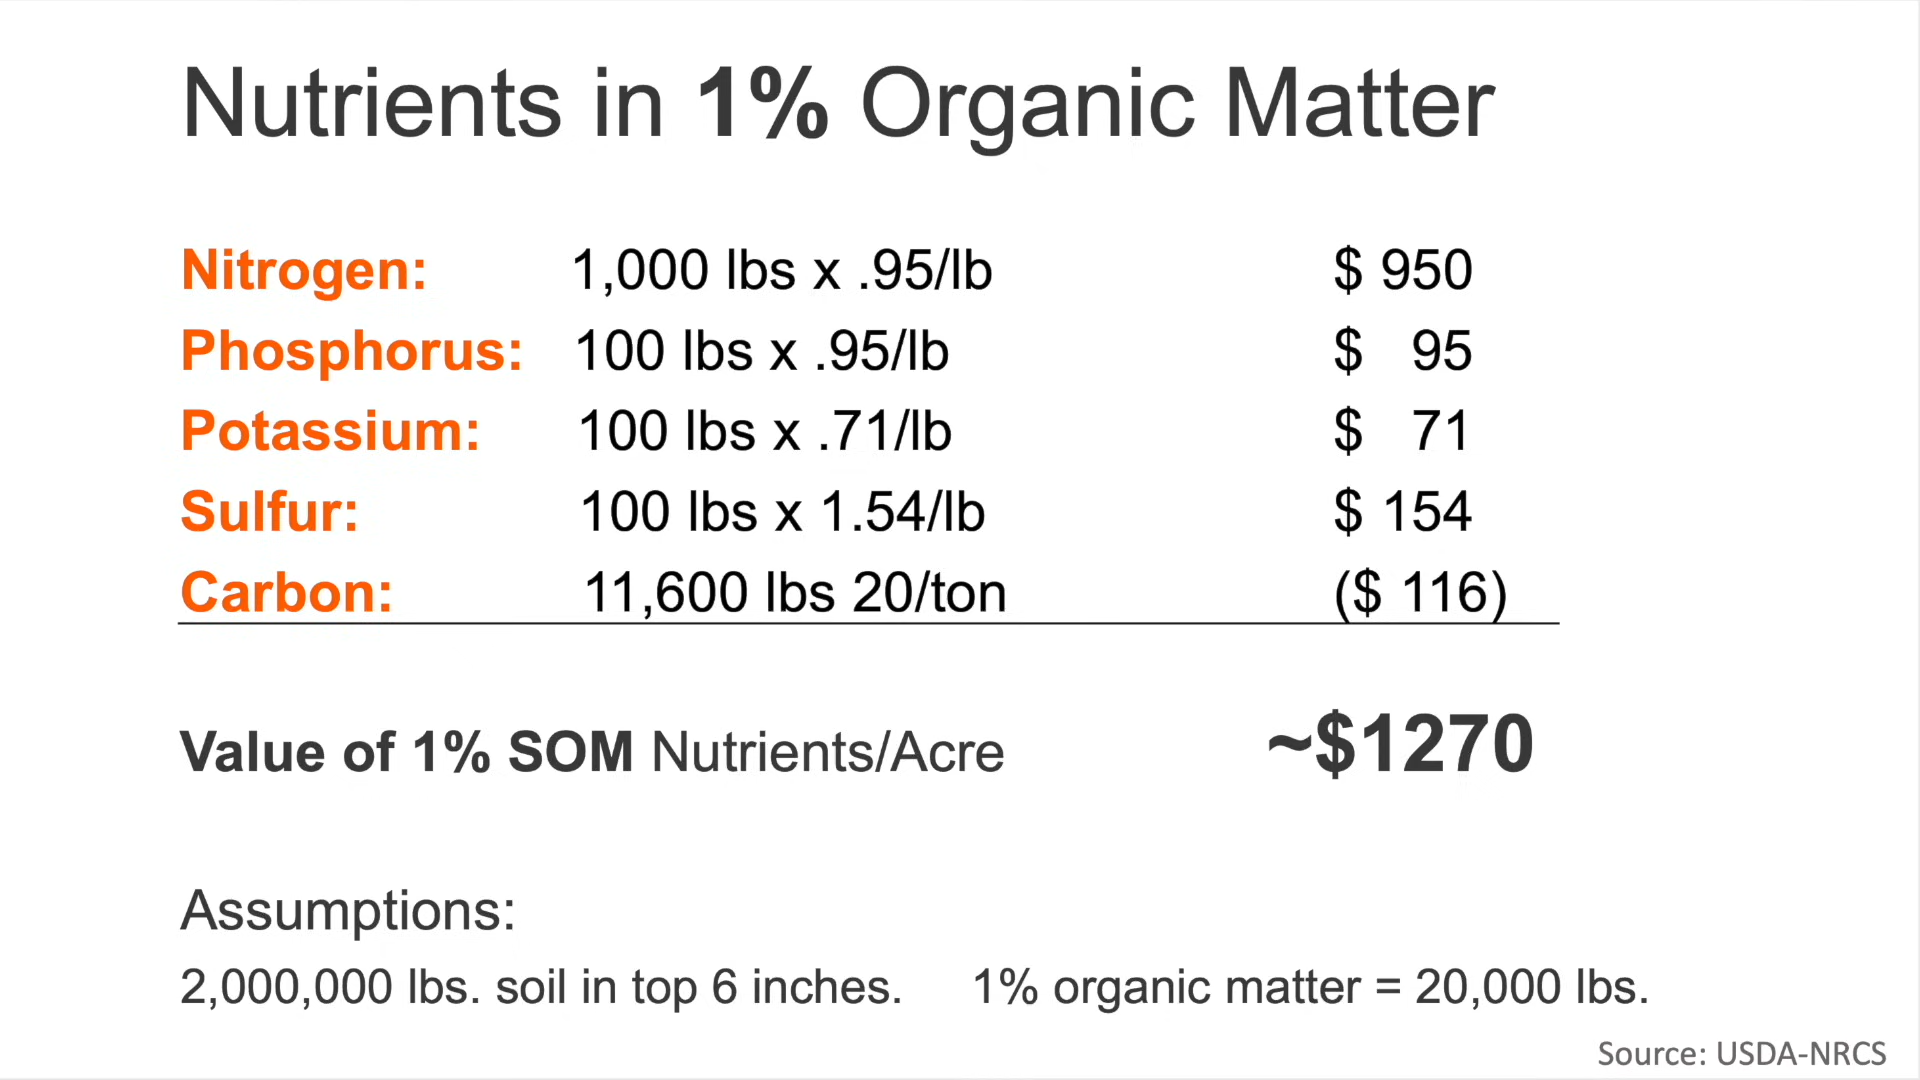 Nutrients in 1% Organic Matter
Nitrogen: 1,000 lbs x .95/lb $ 950
Phosphorus: 100 lbs x .95/lb $ 95
Potassium: 100 lbs x .71/lb $ 71
Sulfur: 100 lbs x 1.54/lb $ 154
Carbon: 11,600 lbs 20/ton ($ 116)
Value of 1% SOM Nutrients/Acre ~$1270
Assumptions:
2,000,000 lbs. soil in top 6 inches. 1% organic matter = 20,000 lbs.
Source: USDA-NRCS